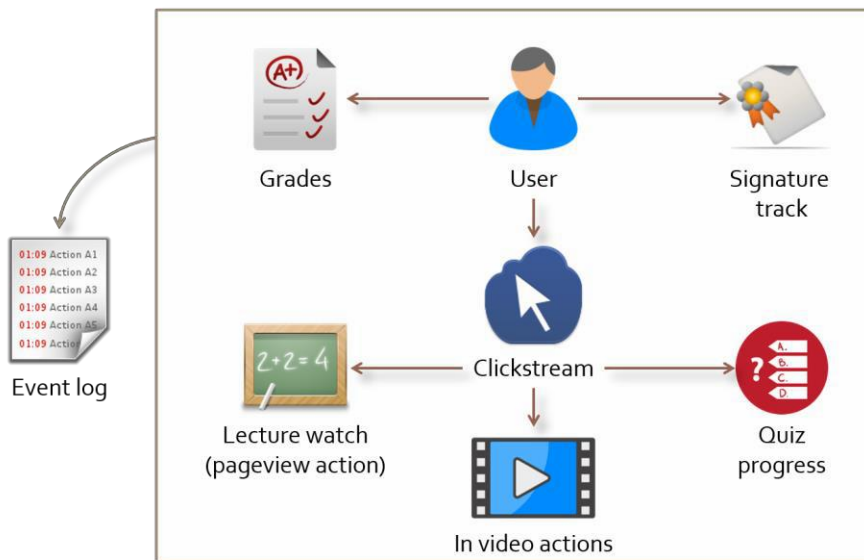 A+
Grades
User
Signature
track
01:09 Action A1
01:09 Action A2
01:09 Action A3
01:09 Action A4
01:09 Action A5
01:09 Action
Event log
2+2=4
Clickstream
?
A.
B.
C.
D.
Lecture watch
(pageview action)
Quiz
progress
In video actions